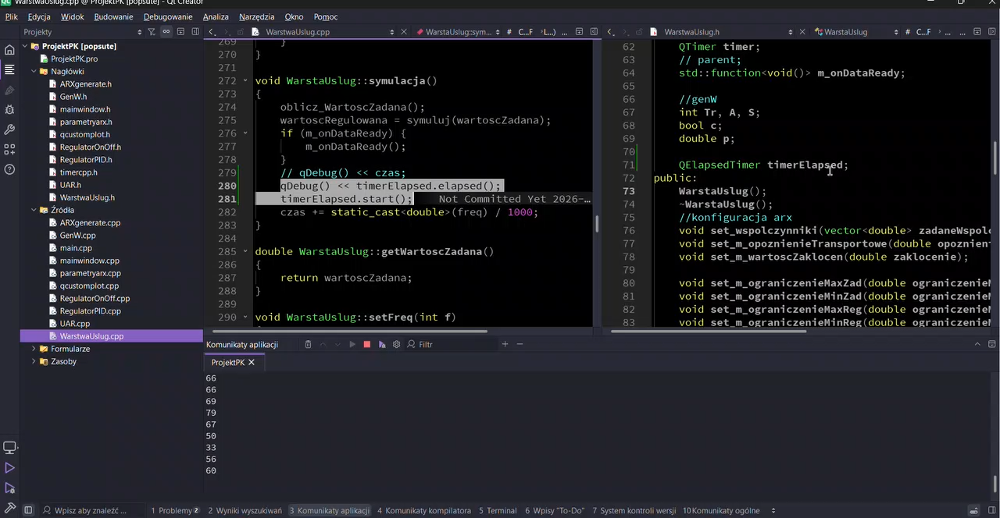 WarstwaUslug.cpp @ ProjektPK [popsute] - Qt Creator
Plik Edycja Widok Budowanie Debugowanie Analiza Narzędzia Okno Pomoc
Projekty
WarstwaUslug.cpp
WarstaUslug::sym...
# C...F
L...)
...
WarstwaUslug.h
WarstaUslug
# C...F
...
...
ProjektPK [popsute]
ProjektPK.pro
Nagłówki
ARXgenerate.h
GenW.h
mainwindow.h
parametryarx.h
qcustomplot.h
RegulatorOnOff.h
RegulatorPID.h
timercpp.h
UAR.h
WarstwaUslug.h
Źródła
ARXgenerate.cpp
GenW.cpp
main.cpp
mainwindow.cpp
parametryarx.cpp
qcustomplot.cpp
RegulatorOnOff.cpp
RegulatorPID.cpp
UAR.cpp
WarstwaUslug.cpp
Formularze
Zasoby
269 }
270 }
271
272 void WarstaUslug::symulacja()
273 {
274 oblicz_WartoscZadana();
275 wartoscRegulowana = symuluj(wartoscZadana);
276 if (m_onDataReady) {
277 m_onDataReady();
278 }
279 // qDebug() << czas;
280 qDebug() << timerElapsed.elapsed();
281 timerElapsed.start(); Not Committed Yet 2026-...
282 czas += static_cast<double>(freq) / 1000;
283 }
284
285 double WarstaUslug::getWartoscZadana()
286 {
287 return wartoscZadana;
288 }
289
290 void WarstaUslug::setFreq(int f)
62 QTimer timer;
63 // parent;
64 std::function<void()> m_onDataReady;
65
66 //genW
67 int Tr, A, S;
68 bool c;
69 double p;
70
71 QElapsedTimer timerElapsed;
72 public:
73 WarstaUslug();
74 ~WarstaUslug();
75 //konfiguracja arx
76 void set_wspolczynniki(vector<double> zadaneWspolc
77 void set_m_opoznienieTransportowe(double opoznieni
78 void set_m_wartoscZaklocen(double zaklocenie);
79
80 void set_m_ograniczenieMaxZad(double ograniczenieM
81 void set_m_ograniczenieMinZad(double ograniczenieM
82 void set_m_ograniczenieMaxReg(double ograniczenieM
83 void set_m_ograniczenieMinReg(double ograniczenieM
Komunikaty aplikacji
Filtr
ProjektPK
66
66
69
79
67
50
33
56
60
Wpisz aby znaleźć ...
1 Problemy 2
2 Wyniki wyszukiwań
3 Komunikaty aplikacji
4 Komunikaty kompilatora
5 Terminal
6 Wpisy "To-Do"
7 System kontroli wersji
10 Komunikaty ogólne